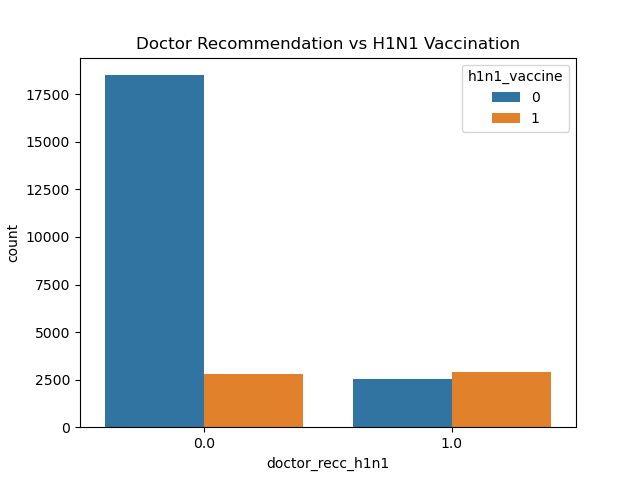 Doctor Recommendation vs H1N1 Vaccination
h1n1_vaccine
0
1
17500
15000
12500
10000
7500
5000
2500
0
count
0.0 1.0
doctor_recc_h1n1